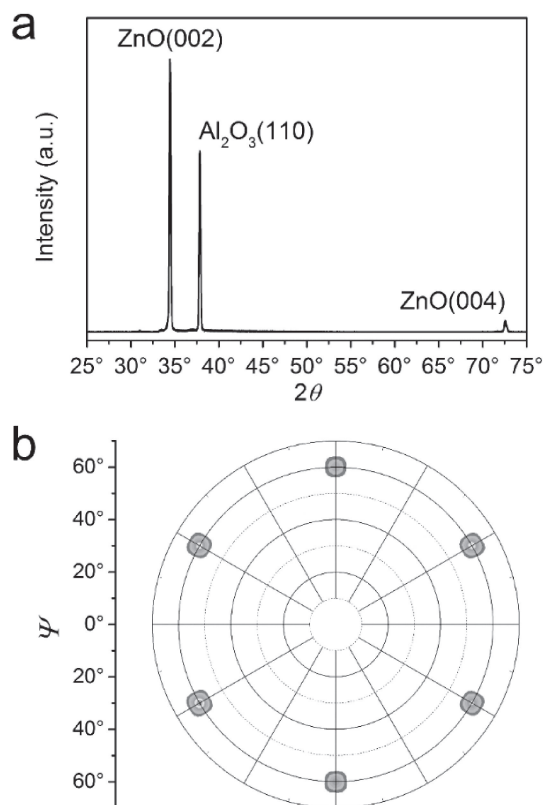 a
ZnO(002)
Al₂O₃(110)
ZnO(004)
Intensity (a.u.)
25° 30° 35° 40° 45° 50° 55° 60° 65° 70° 75°
2θ
b
60°
40°
20°
0°
20°
40°
60°
Ψ